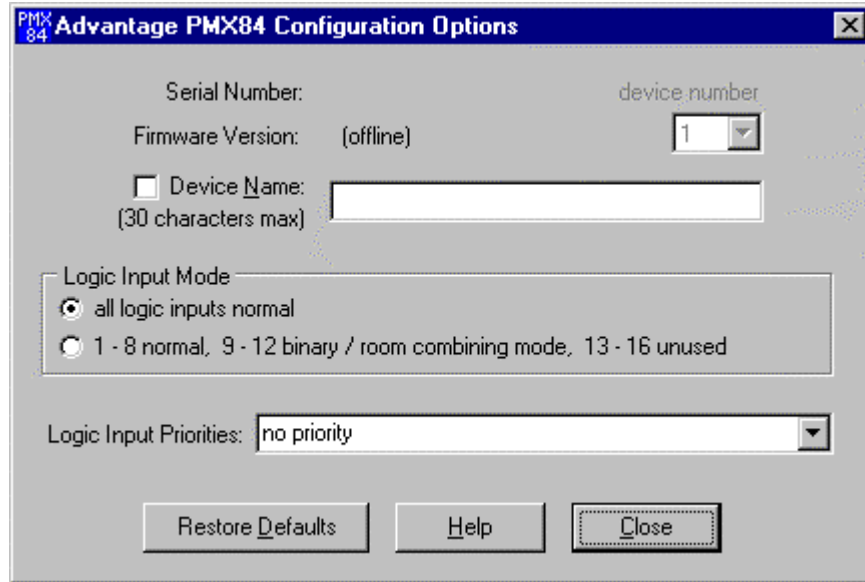 PMX 84 Advantage PMX84 Configuration Options
Serial Number: device number
Firmware Version: (offline) 1
Device Name:
(30 characters max)
Logic Input Mode
all logic inputs normal
1 - 8 normal, 9 - 12 binary / room combining mode, 13 - 16 unused
Logic Input Priorities: no priority
Restore Defaults Help Close